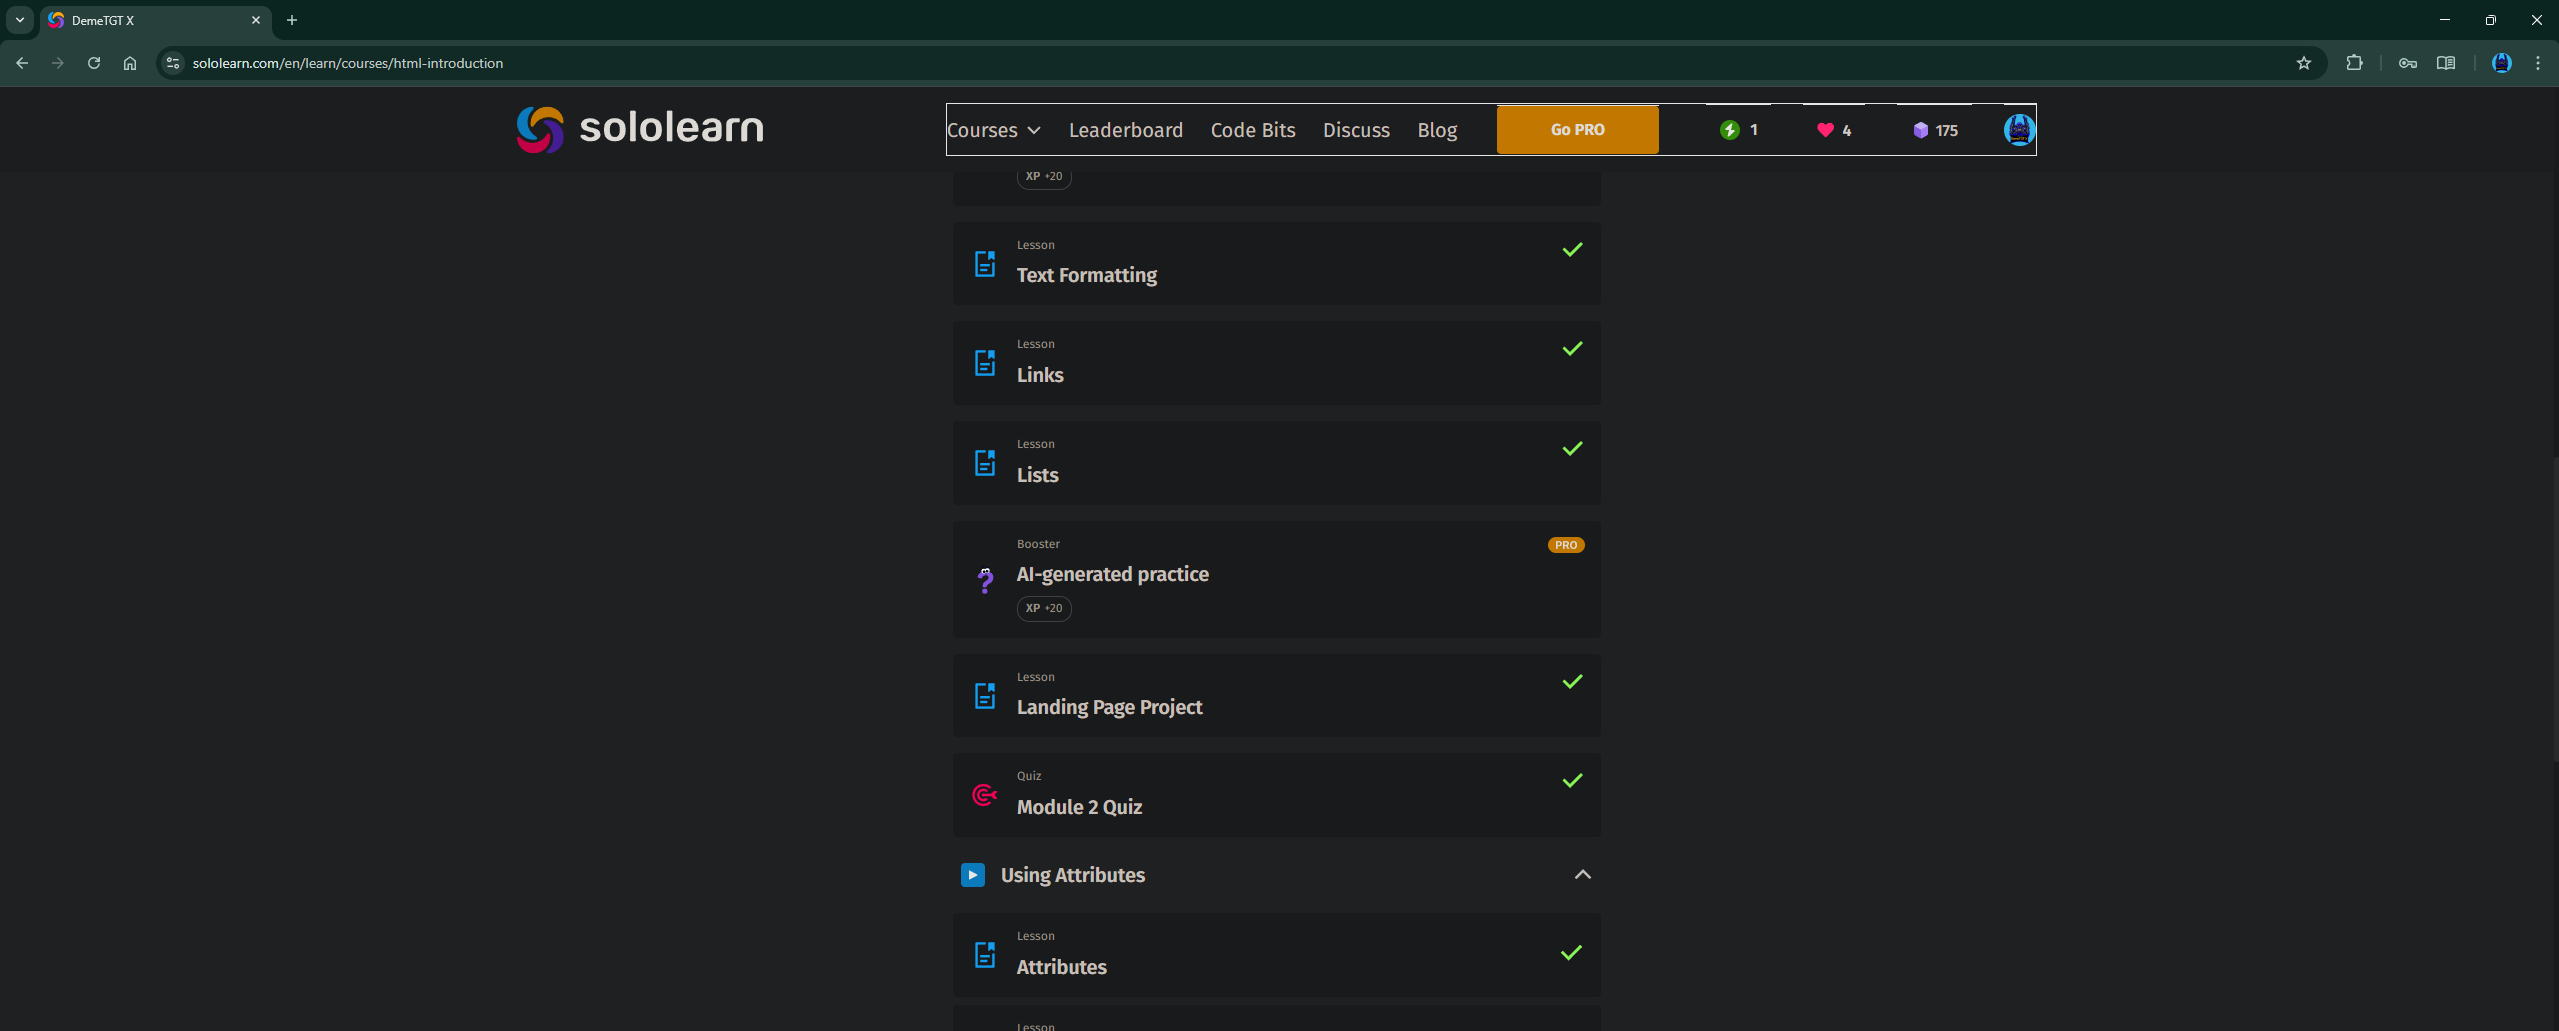 DemeTGT X
sololearn.com/en/learn/courses/html-introduction
sololearn
Courses Leaderboard Code Bits Discuss Blog Go PRO 1 4 175
XP +20
Lesson
Text Formatting
Lesson
Links
Lesson
Lists
Booster
PRO
AI-generated practice
XP +20
Lesson
Landing Page Project
Quiz
Module 2 Quiz
Using Attributes
Lesson
Attributes
Lesson